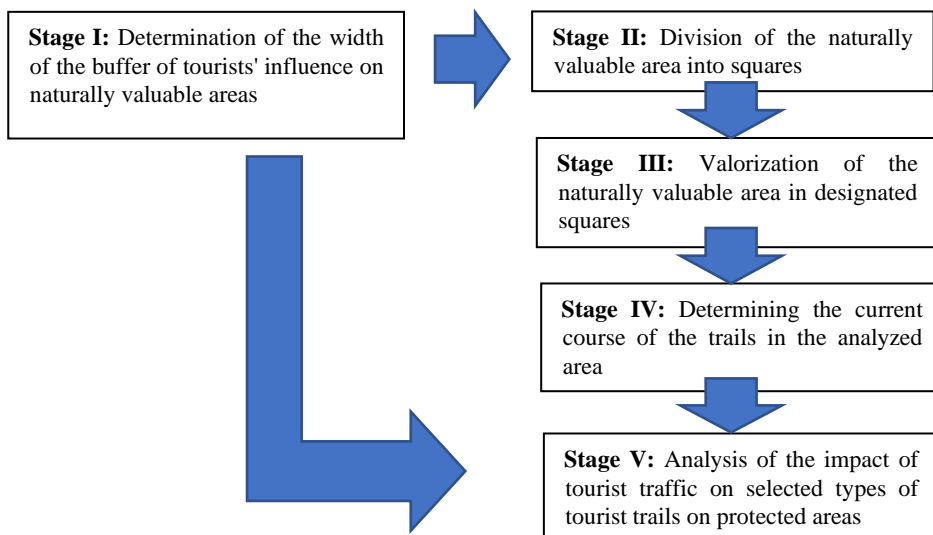 Stage I: Determination of the width
of the buffer of tourists' influence on
naturally valuable areas
Stage II: Division of the naturally
valuable area into squares
Stage III: Valorization of the
naturally valuable area in designated
squares
Stage IV: Determining the current
course of the trails in the analyzed
area
Stage V: Analysis of the impact of
tourist traffic on selected types of
tourist trails on protected areas